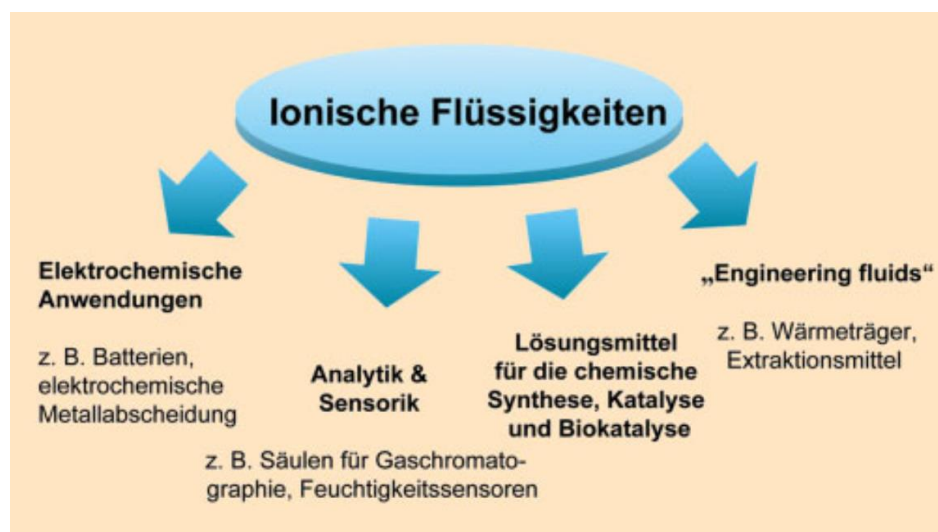 Ionische Flüssigkeiten
Elektrochemische
Anwendungen
z. B. Batterien,
elektrochemische
Metallabscheidung
Analytik &
Sensorik
z. B. Säulen für Gaschromato-
graphie, Feuchtigkeitssensoren
Lösungsmittel
für die chemische
Synthese, Katalyse
und Biokatalyse
„Engineering fluids“
z. B. Wärmeträger,
Extraktionsmittel